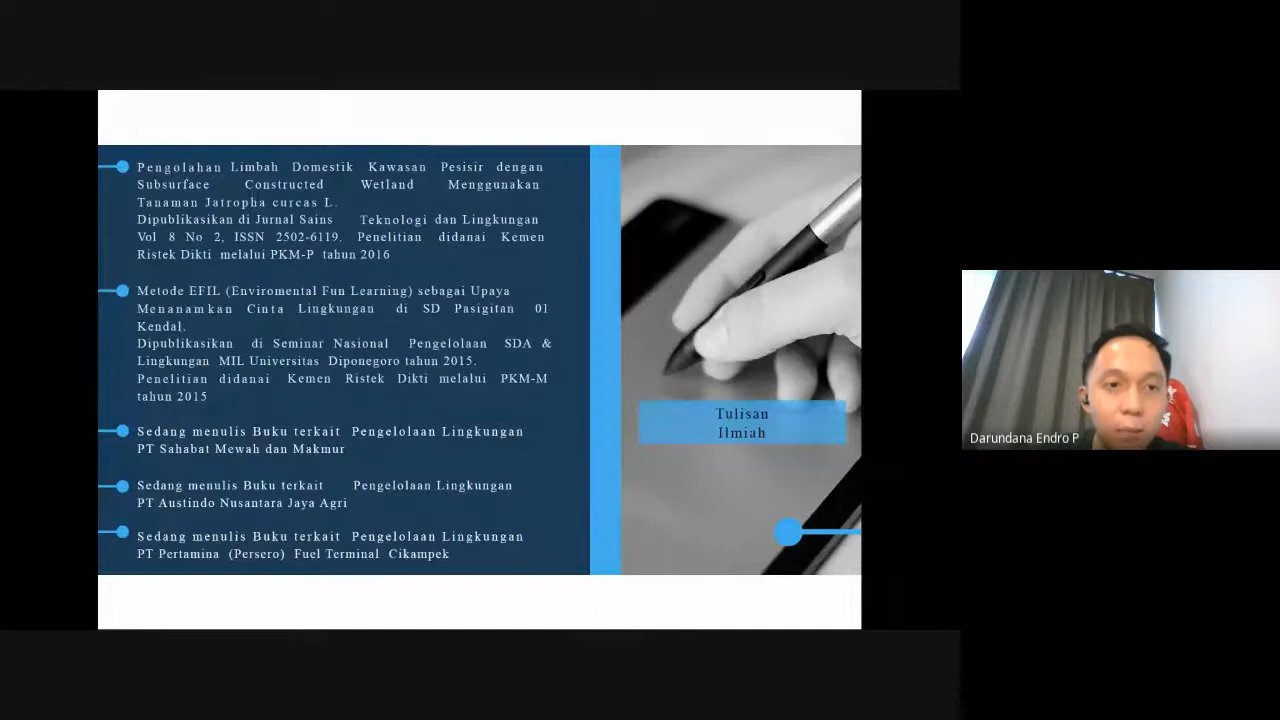 Pengolahan Limbah Domestik Kawasan Pesisir dengan
Subsurface Constructed Wetland Menggunakan
Tanaman Jatropha curcas L.
Dipublikasikan di Jurnal Sains Teknologi dan Lingkungan
Vol 8 No 2, ISSN 2502-6119. Penelitian didanai Kemen
Ristek Dikti melalui PKM-P tahun 2016
Metode EFIL (Enviromental Fun Learning) sebagai Upaya
Menanamkan Cinta Lingkungan di SD Pasigitan 01
Kendal.
Dipublikasikan di Seminar Nasional Pengelolaan SDA &
Lingkungan MIL Universitas Diponegoro tahun 2015.
Penelitian didanai Kemen Ristek Dikti melalui PKM-M
tahun 2015
Sedang menulis Buku terkait Pengelolaan Lingkungan
PT Sahabat Mewah dan Makmur
Sedang menulis Buku terkait Pengelolaan Lingkungan
PT Austindo Nusantara Jaya Agri
Sedang menulis Buku terkait Pengelolaan Lingkungan
PT Pertamina (Persero) Fuel Terminal Cikampek
Tulisan
Ilmiah
Darundana Endro P